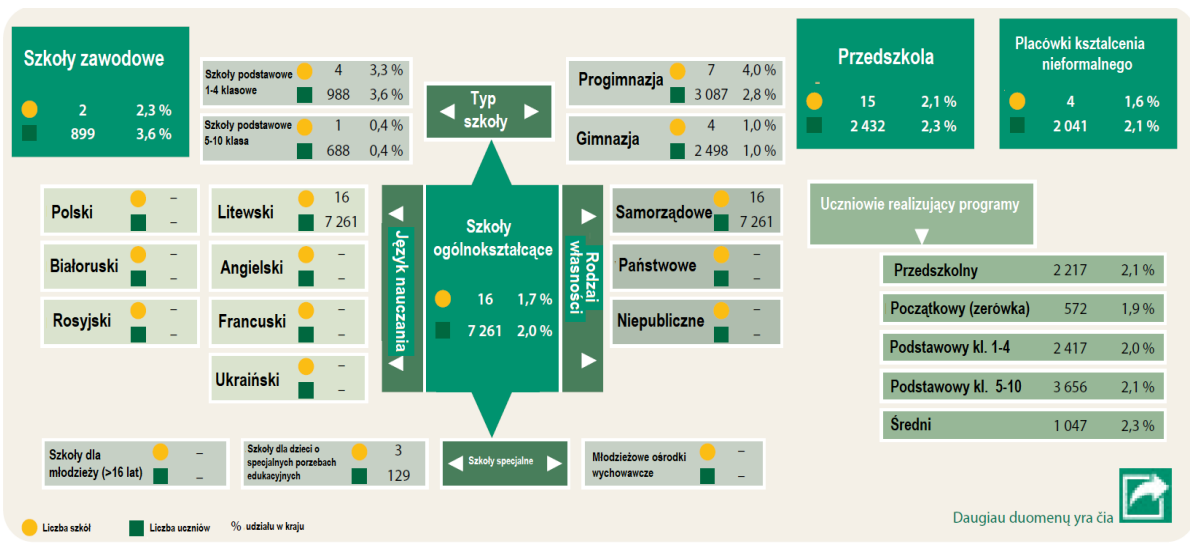 Szkoły zawodowe
2 2,3 %
899 3,6 %
Szkoły podstawowe
1-4 klasowe
4 3,3 %
988 3,6 %
Szkoły podstawowe
5-10 klasa
1 0,4 %
688 0,4 %
Typ
szkoły
Progimnazja
7 4,0 %
3 087 2,8 %
Gimnazja
4 1,0 %
2 498 1,0 %
Przedszkola
–
15 2,1 %
2 432 2,3 %
Placówki kształcenia
nieformalnego
4 1,6 %
2 041 2,1 %
Polski
–
–
Litewski
16
7 261
Białoruski
–
–
Angielski
–
–
Rosyjski
–
–
Francuski
–
–
Ukraiński
–
–
Język nauczania
Szkoły
ogólnokształcące
16 1,7 %
7 261 2,0 %
Rodzai
własności
Samorządowe
16
7 261
Państwowe
–
–
Niepubliczne
–
–
Uczniowie realizujący programy
Przedszkolny 2 217 2,1 %
Początkowy (zerówka) 572 1,9 %
Podstawowy kl. 1-4 2 417 2,0 %
Podstawowy kl. 5-10 3 656 2,1 %
Średni 1 047 2,3 %
Szkoły dla
młodzieży (>16 lat)
–
–
Szkoły dla dzieci o
specjalnych porzebach
edukacyjnych
3
129
Szkoły specjalne
Młodzieżowe ośrodki
wychowawcze
–
–
Liczba szkół
Liczba uczniów
% udziału w kraju
Daugiau duomenų yra čia